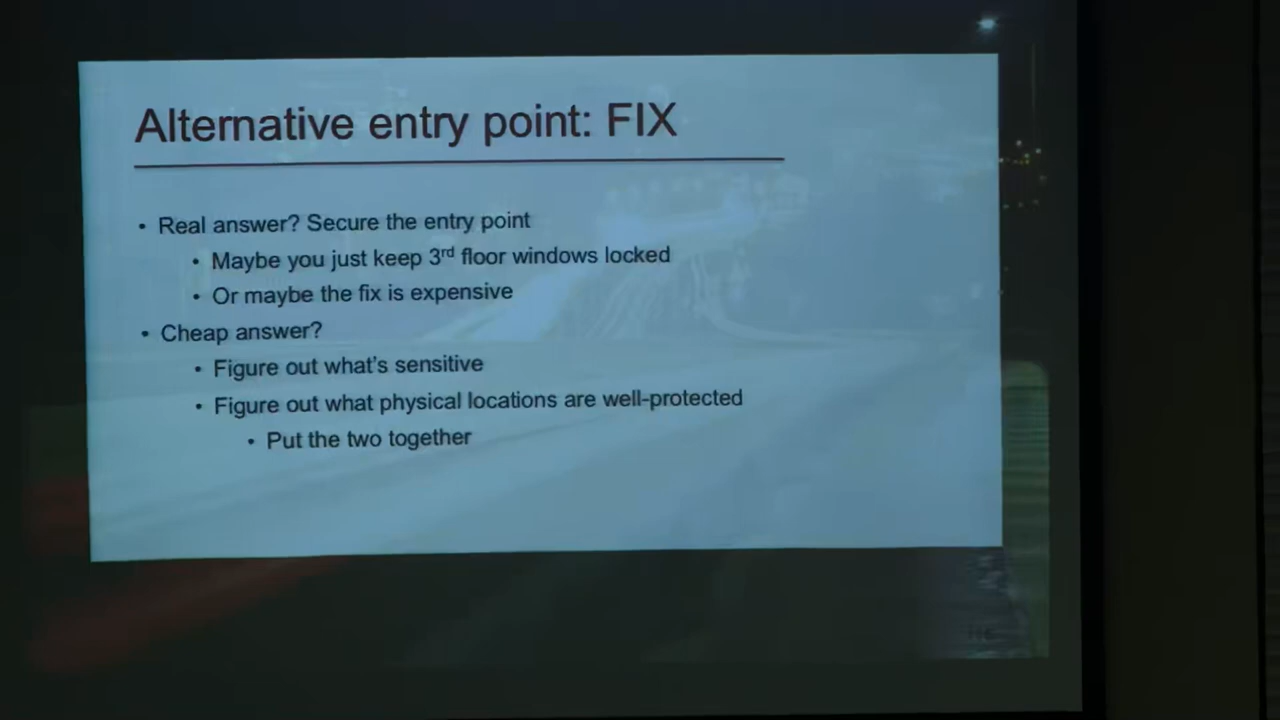 Alternative entry point: FIX
• Real answer? Secure the entry point
• Maybe you just keep 3rd floor windows locked
• Or maybe the fix is expensive
• Cheap answer?
• Figure out what's sensitive
• Figure out what physical locations are well-protected
• Put the two together